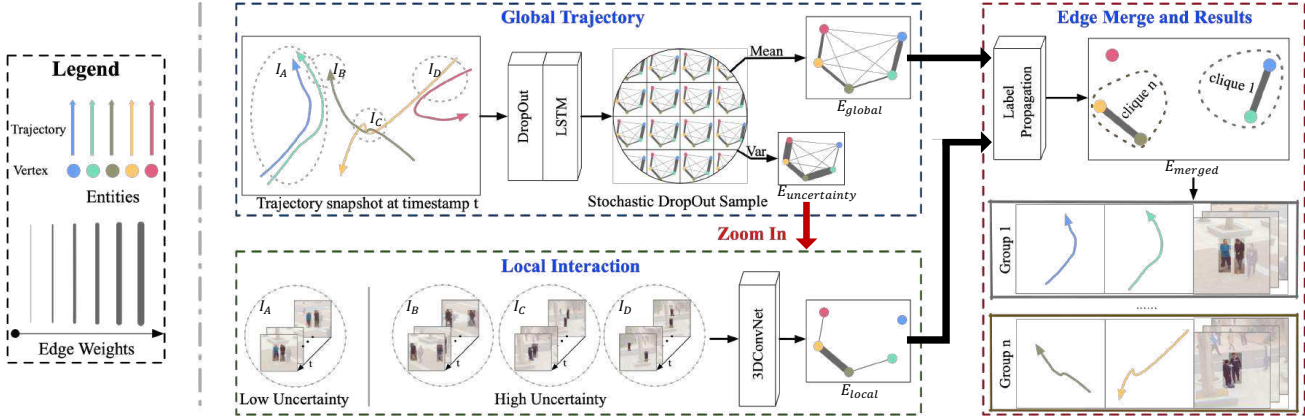 Legend
Trajectory
Vertex
Entities
Edge Weights
Global Trajectory
I_A
I_B
I_C
I_D
Trajectory snapshot at timestamp t
DropOut
LSTM
Stochastic DropOut Sample
Mean
Var
E_global
E_uncertainty
Zoom In
Local Interaction
I_A
t
Low Uncertainty
I_B
t
I_C
t
I_D
t
High Uncertainty
3DConvNet
E_local
Edge Merge and Results
Label
Propagation
clique n
clique 1
E_merged
Group 1
......
Group n